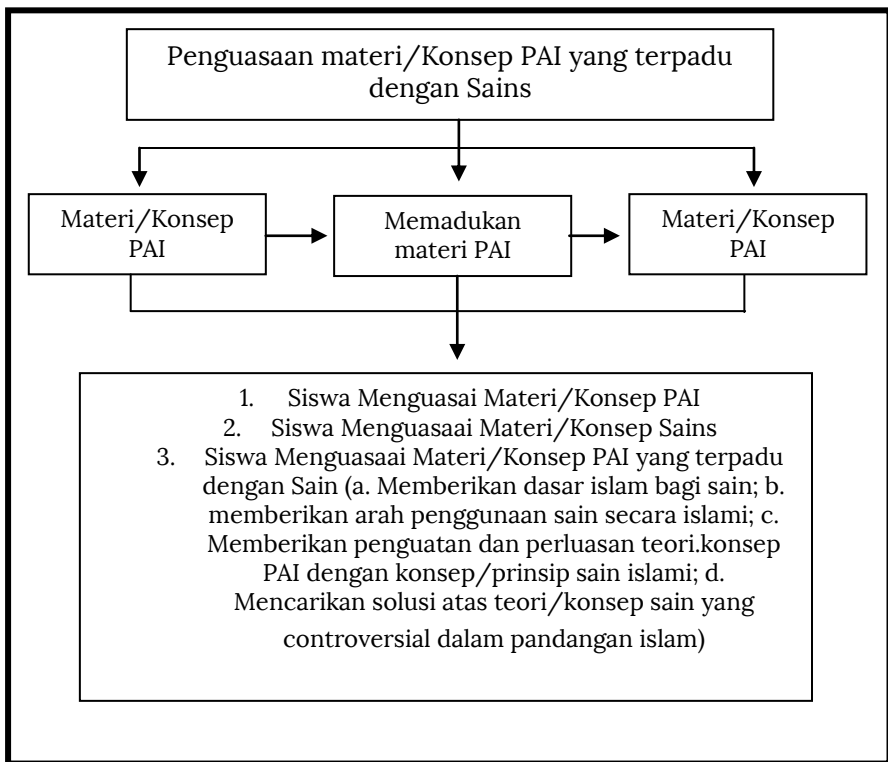 Penguasaan materi/Konsep PAI yang terpadu
dengan Sains
Materi/Konsep
PAI
Memadukan
materi PAI
Materi/Konsep
PAI
1. Siswa Menguasai Materi/Konsep PAI
2. Siswa Menguasaai Materi/Konsep Sains
3. Siswa Menguasaai Materi/Konsep PAI yang terpadu
dengan Sain (a. Memberikan dasar islam bagi sain; b.
memberikan arah penggunaan sain secara islami; c.
Memberikan penguatan dan perluasan teori.konsep
PAI dengan konsep/prinsip sain islami; d.
Mencarikan solusi atas teori/konsep sain yang
controversial dalam pandangan islam)